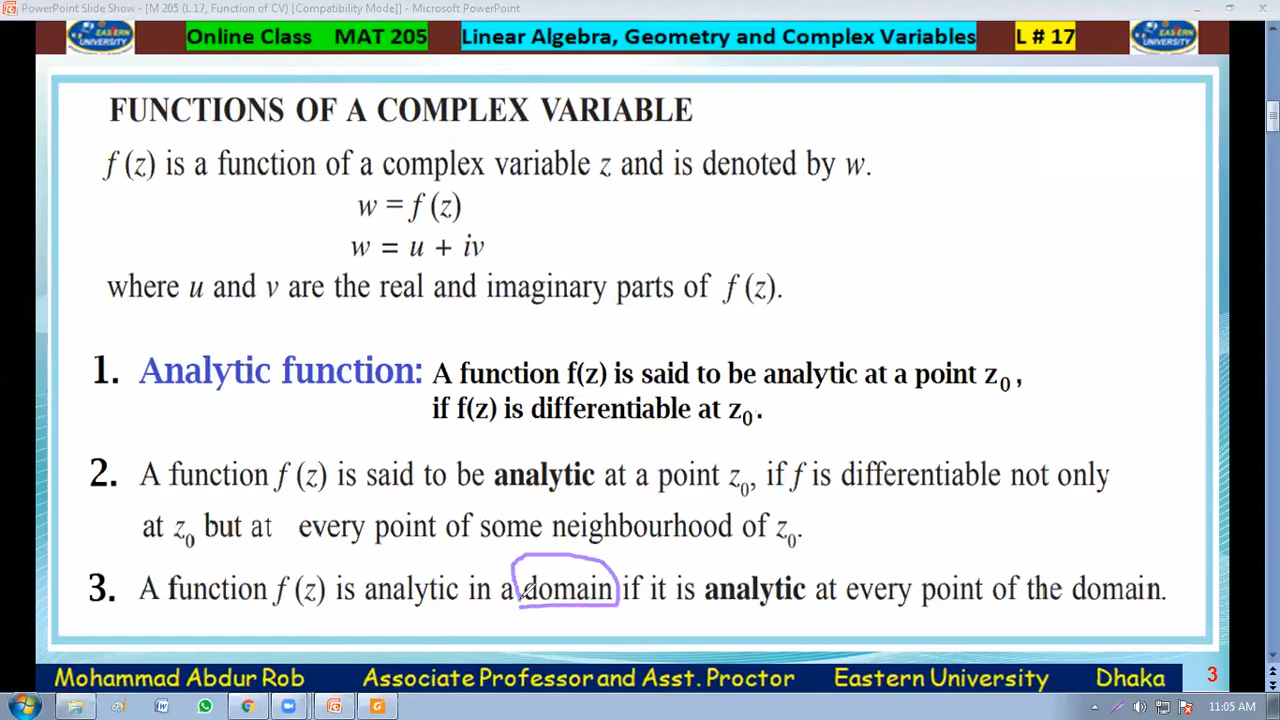 PowerPoint Slide Show - [M 205 (L 17, Function of CV) [Compatibility Mode]] - Microsoft PowerPoint
EASTERN UNIVERSITY Online Class MAT 205 Linear Algebra, Geometry and Complex Variables L # 17 EASTERN UNIVERSITY
FUNCTIONS OF A COMPLEX VARIABLE
f (z) is a function of a complex variable z and is denoted by w.
w = f (z)
w = u + iv
where u and v are the real and imaginary parts of f (z).
1. Analytic function: A function f(z) is said to be analytic at a point z₀ ,
if f(z) is differentiable at z₀ .
2. A function f (z) is said to be analytic at a point z₀, if f is differentiable not only
at z₀ but at every point of some neighbourhood of z₀.
3. A function f (z) is analytic in a domain if it is analytic at every point of the domain.
Mohammad Abdur Rob Associate Professor and Asst. Proctor Eastern University Dhaka 3
11:05 AM